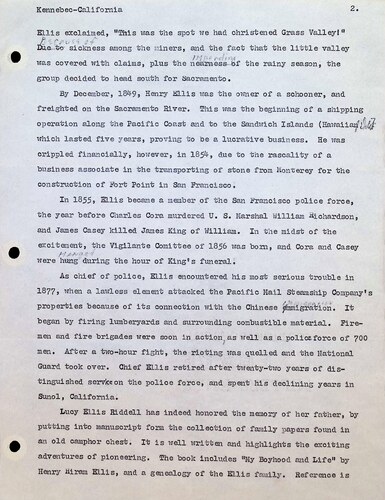 Kennebec-California 2.
Ellis exclaimed, "This was the spot we had christened Grass Valley!"
Because of
Due to sickness among the miners, and the fact that the little valley
was covered with claims, plus the nearness of the rainy season, the
group decided to head south for Sacramento.
By December, 1849, Henry Ellis was the owner of a schooner, and
freighted on the Sacramento River. This was the beginning of a shipping
operation along the Pacific Coast and to the Sandwich Islands (Hawaiian
which lasted five years, proving to be a lucrative business. He was
crippled financially, however, in 1854, due to the rascality of a
business associate in the transporting of stone from Monterey for the
construction of Fort Point in San Francisco.
In 1855, Ellis became a member of the San Francisco police force,
the year before Charles Cora murdered U. S. Marshal William Richardson,
and James Casey killed James King of William. In the midst of the
excitement, the Vigilante Comittee of 1856 was born, and Cora and Casey
were hung during the hour of King's funeral.
As chief of police, Ellis encountered his most serious trouble in
1877, when a lawless element attacked the Pacific Mail Steamship Company's
properties because of its connection with the Chinese immigration. It
began by firing lumberyards and surrounding combustible material. Fire-
men and fire brigades were soon in action as well as a police force of 700
men. After a two-hour fight, the rioting was quelled and the National
Guard took over. Chief Ellis retired after twenty-two years of dis-
tinguished service on the police force, and spent his declining years in
Sunol, California.
Lucy Ellis Riddell has indeed honored the memory of her father, by
putting into manuscript form the collection of family papers found in
an old camphor chest. It is well written and highlights the exciting
adventures of pioneering. The book includes "My Boyhood and Life" by
Henry Hiram Ellis, and a genealogy of the Ellis family. Reference is